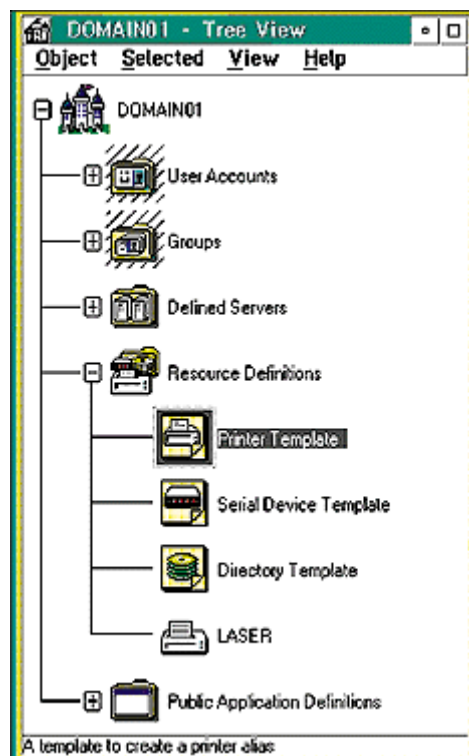 DOMAIN01 - Tree View
Object Selected View Help
DOMAIN01
User Accounts
Groups
Defined Servers
Resource Definitions
Printer Template
Serial Device Template
Directory Template
LASER
Public Application Definitions
A template to create a printer alias